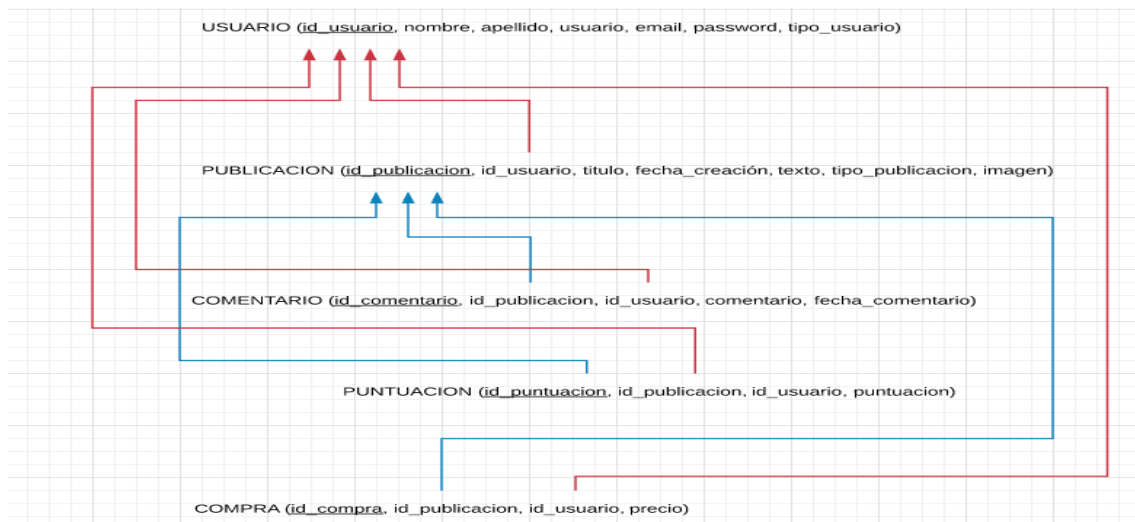 USUARIO (id_usuario, nombre, apellido, usuario, email, password, tipo_usuario)
PUBLICACION (id_publicacion, id_usuario, titulo, fecha_creación, texto, tipo_publicacion, imagen)
COMENTARIO (id_comentario, id_publicacion, id_usuario, comentario, fecha_comentario)
PUNTUACION (id_puntuacion, id_publicacion, id_usuario, puntuacion)
COMPRA (id_compra, id_publicacion, id_usuario, precio)